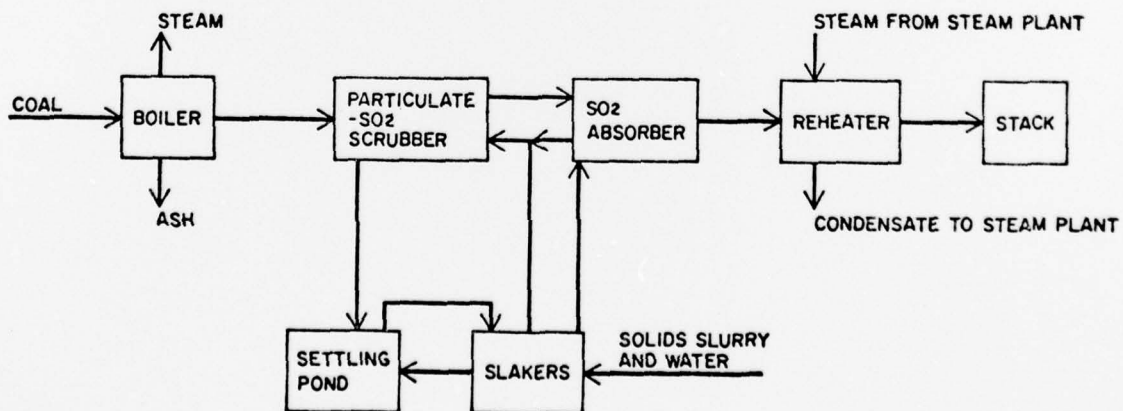 STEAM
STEAM FROM STEAM PLANT
COAL
BOILER
PARTICULATE
-SO2
SCRUBBER
SO2
ABSORBER
REHEATER
STACK
ASH
CONDENSATE TO STEAM PLANT
SETTLING
POND
SLAKERS
SOLIDS SLURRY
AND WATER